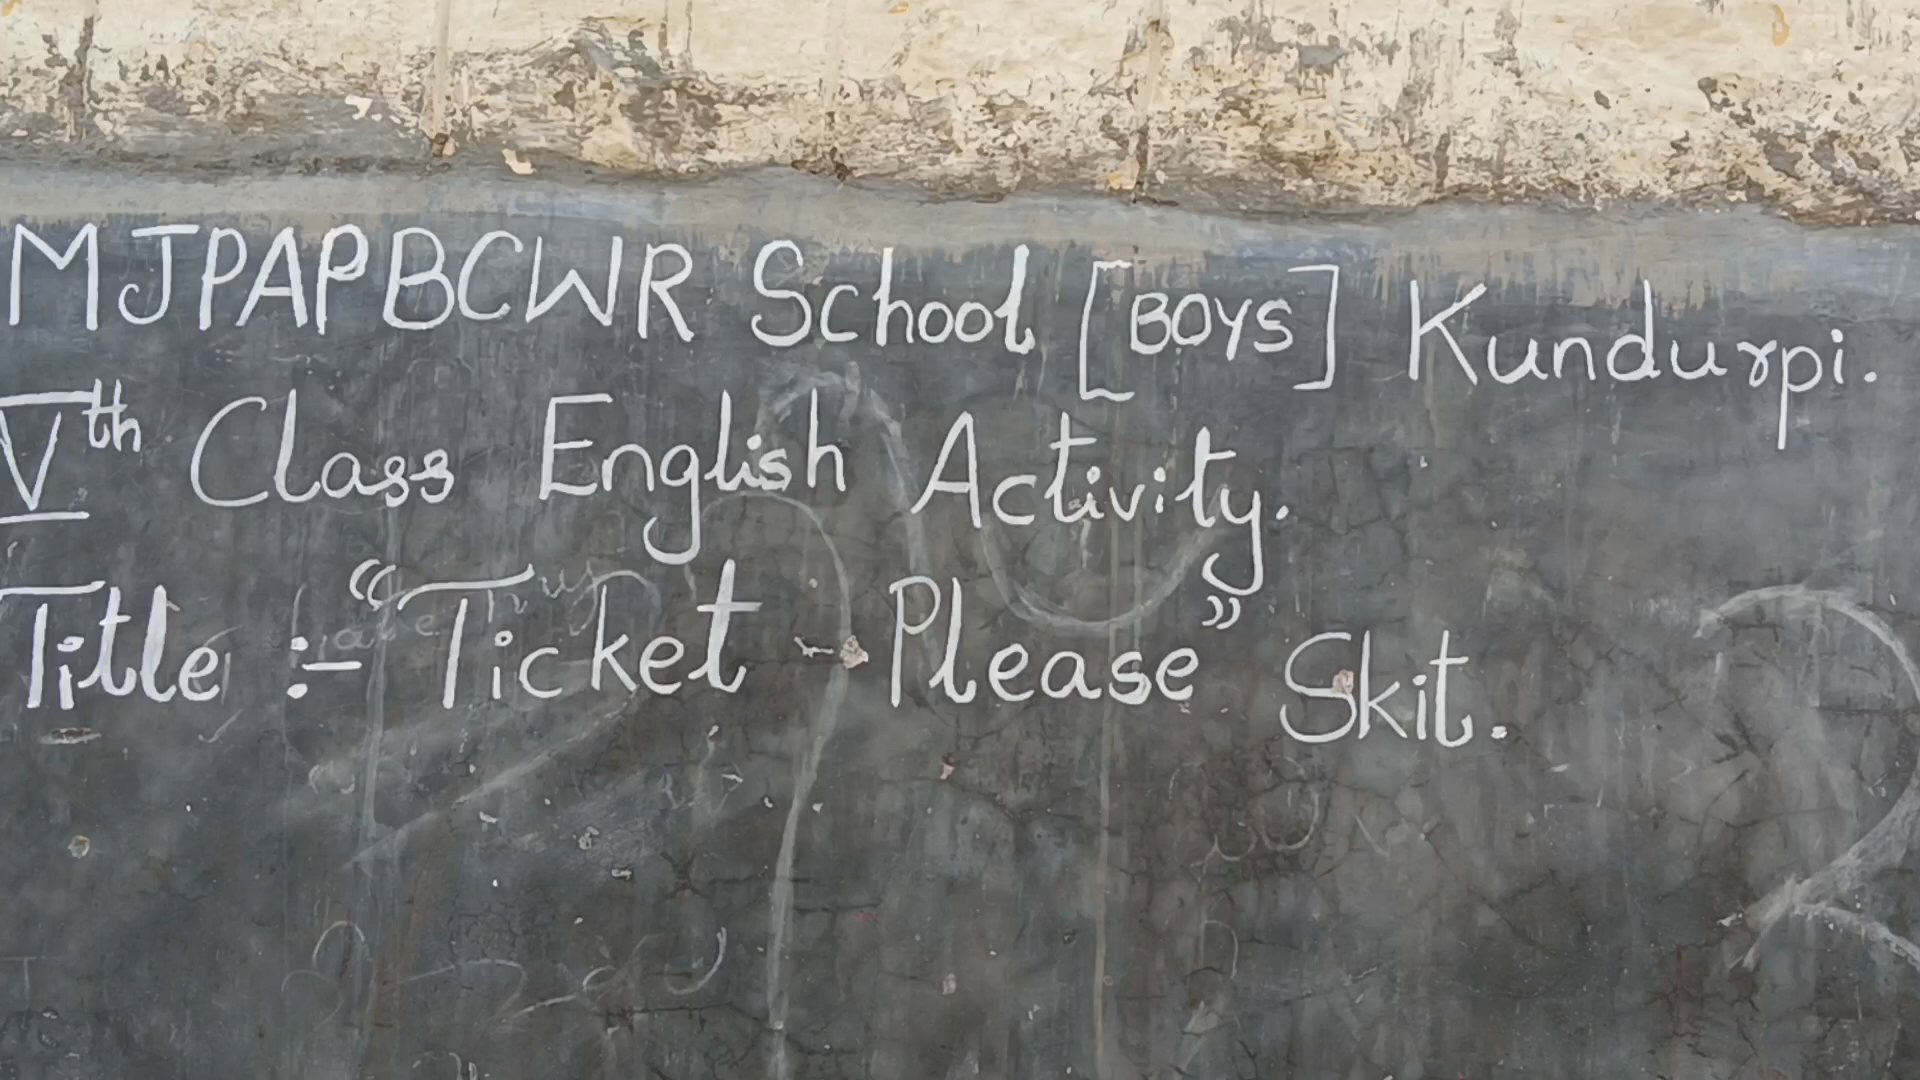 MJPAPBCWR School [BOYS] Kundurpi.
Vth Class English Activity.
Title :- "Ticket Please" Skit.